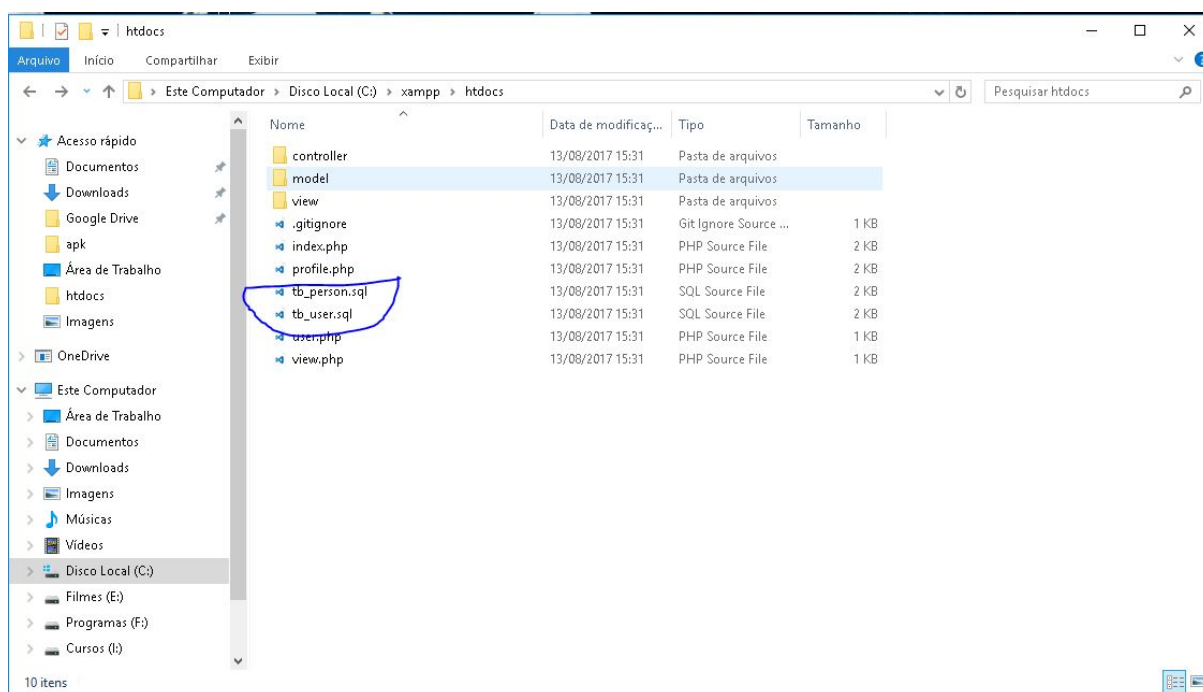 htdocs
Arquivo Início Compartilhar Exibir
Este Computador > Disco Local (C:) > xampp > htdocs Pesquisar htdocs
Nome Data de modificaç... Tipo Tamanho
Acesso rápido
Documentos
Downloads
Google Drive
apk
Área de Trabalho
htdocs
Imagens
OneDrive
Este Computador
Área de Trabalho
Documentos
Downloads
Imagens
Músicas
Vídeos
Disco Local (C:)
Filmes (E:)
Programas (F:)
Cursos (I:)
controller 13/08/2017 15:31 Pasta de arquivos
model 13/08/2017 15:31 Pasta de arquivos
view 13/08/2017 15:31 Pasta de arquivos
.gitignore 13/08/2017 15:31 Git Ignore Source ... 1 KB
index.php 13/08/2017 15:31 PHP Source File 2 KB
profile.php 13/08/2017 15:31 PHP Source File 2 KB
tb_person.sql 13/08/2017 15:31 SQL Source File 2 KB
tb_user.sql 13/08/2017 15:31 SQL Source File 2 KB
user.php 13/08/2017 15:31 PHP Source File 1 KB
view.php 13/08/2017 15:31 PHP Source File 1 KB
10 itens